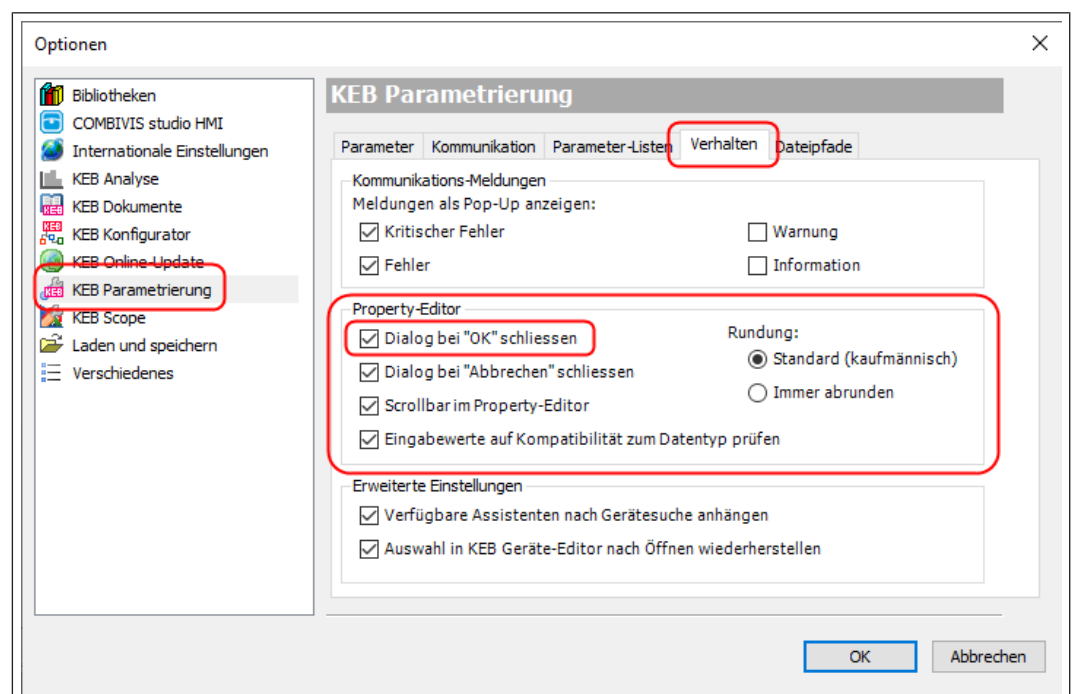 Optionen
Bibliotheken
COMBIVIS studio HMI
Internationale Einstellungen
KEB Analyse
KEB Dokumente
KEB Konfigurator
KEB Online-Update
KEB Parametrierung
KEB Scope
Laden und speichern
Verschiedenes
KEB Parametrierung
Parameter Kommunikation Parameter-Listen Verhalten Dateipfade
Kommunikations-Meldungen
Meldungen als Pop-Up anzeigen:
Kritischer Fehler Warnung
Fehler Information
Property-Editor
Dialog bei "OK" schliessen
Rundung:
Standard (kaufmännisch)
Dialog bei "Abbrechen" schliessen
Immer abrunden
Scrollbar im Property-Editor
Eingabewerte auf Kompatibilität zum Datentyp prüfen
Erweiterte Einstellungen
Verfügbare Assistenten nach Gerätesuche anhängen
Auswahl in KEB Geräte-Editor nach Öffnen wiederherstellen
OK Abbrechen